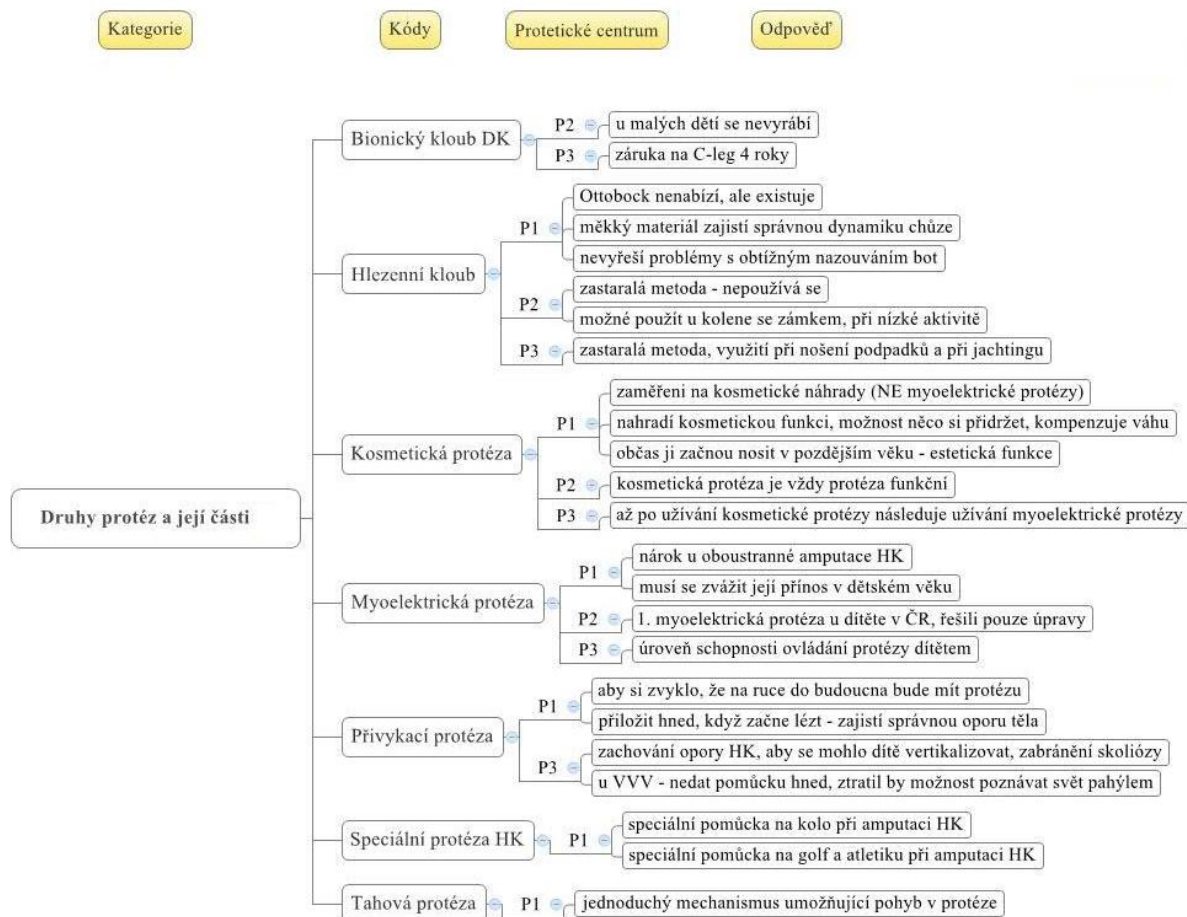 Kategorie
Kódy
Protetické centrum
Odpověď
Druhy protéz a její části
Bionický kloub DK
P2
u malých dětí se nevyrábí
P3
záruka na C-leg 4 roky
Hlezenní kloub
P1
Ottobock nenabízí, ale existuje
měkký materiál zajistí správnou dynamiku chůze
nevyřeší problémy s obtížným nazouváním bot
P2
zastaralá metoda - nepoužívá se
možné použít u kolene se zámkem, při nízké aktivitě
P3
zastaralá metoda, využití při nošení podpadků a při jachtingu
Kosmetická protéza
P1
zaměřeni na kosmetické náhrady (NE myoelektrické protézy)
nahradí kosmetickou funkci, možnost něco si přidržet, kompenzuje váhu
občas ji začnou nosit v pozdějším věku - estetická funkce
P2
kosmetická protéza je vždy protéza funkční
P3
až po užívání kosmetické protézy následuje užívání myoelektrické protézy
Myoelektrická protéza
P1
nárok u oboustranné amputace HK
musí se zvážit její přínos v dětském věku
P2
1. myoelektrická protéza u dítěte v ČR, řešili pouze úpravy
P3
úroveň schopnosti ovládání protézy dítětem
Přivykací protéza
P1
aby si zvyklo, že na ruce do budoucna bude mít protézu
přiložit hned, když začne lézt - zajistí správnou oporu těla
P3
zachování opory HK, aby se mohlo dítě vertikalizovat, zabránění skoliózy
u VVV - nedat pomůcku hned, ztratil by možnost poznávat svět pahýlem
Speciální protéza HK
P1
speciální pomůcka na kolo při amputaci HK
speciální pomůcka na golf a atletiku při amputaci HK
Tahová protéza
P1
jednoduchý mechanismus umožňující pohyb v protéze